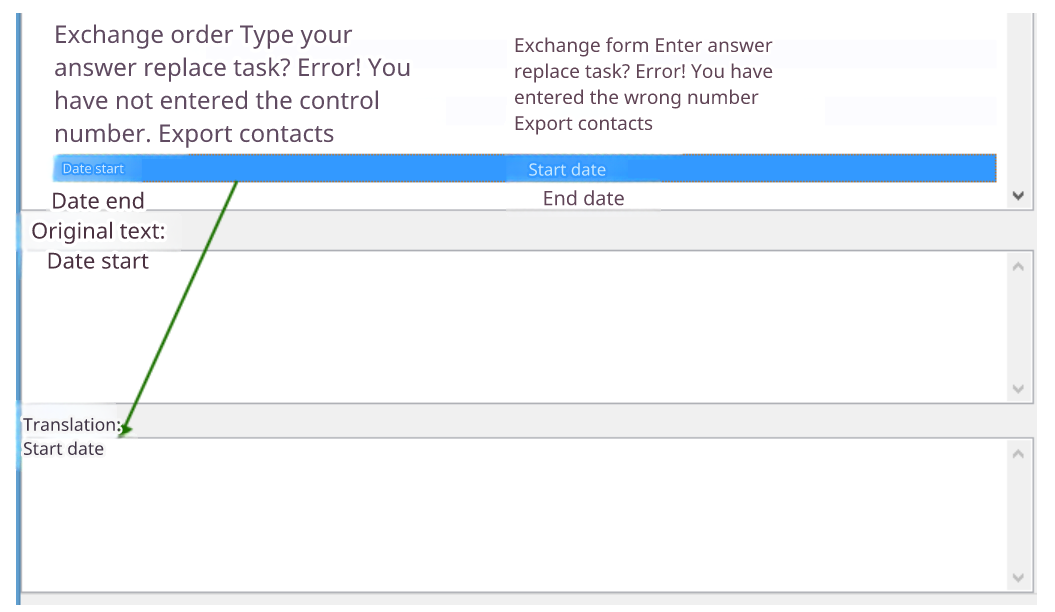 Exchange order Type your
answer replace task? Error! You
have not entered the control
number. Export contacts
Exchange form Enter answer
replace task? Error! You have
entered the wrong number
Export contacts
Date start
Start date
Date end
End date
Original text:
Date start
Translation:
Start date